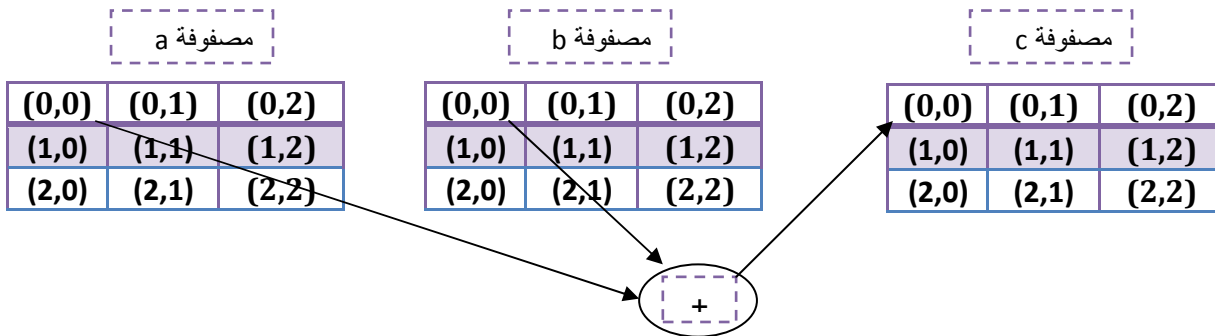 مصفوفة a
مصفوفة b
مصفوفة c
(0,0) (0,1) (0,2)
(1,0) (1,1) (1,2)
(2,0) (2,1) (2,2)
(0,0) (0,1) (0,2)
(1,0) (1,1) (1,2)
(2,0) (2,1) (2,2)
(0,0) (0,1) (0,2)
(1,0) (1,1) (1,2)
(2,0) (2,1) (2,2)
+